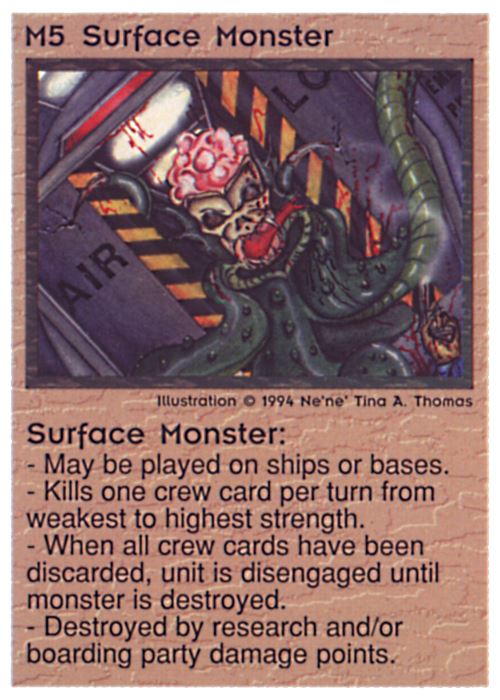 M5 Surface Monster
LO
AIR
Illustration © 1994 Ne'ne' Tina A. Thomas
Surface Monster:
- May be played on ships or bases.
- Kills one crew card per turn from
weakest to highest strength.
- When all crew cards have been
discarded, unit is disengaged until
monster is destroyed.
- Destroyed by research and/or
boarding party damage points.